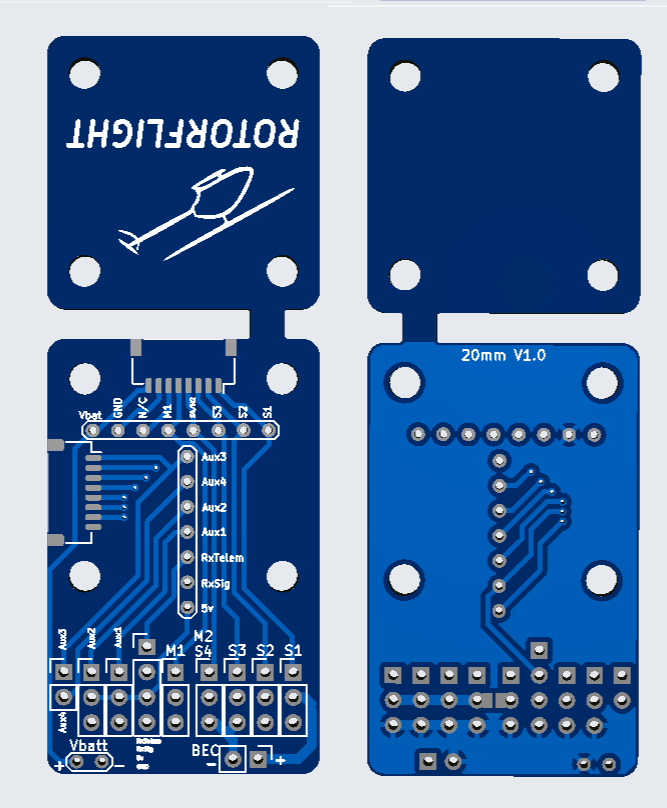 ROTORFLIGHT
20mm V1.0
Vbat GND N/C M1 S4/M2 S3 S2 S1
Aux3
Aux4
Aux2
Aux1
RxTelem
RxSig
5v
Aux3 Aux2 Aux1
M2
M1 S4 S3 S2 S1
Aux4
Vbatt BEC
+ - - +